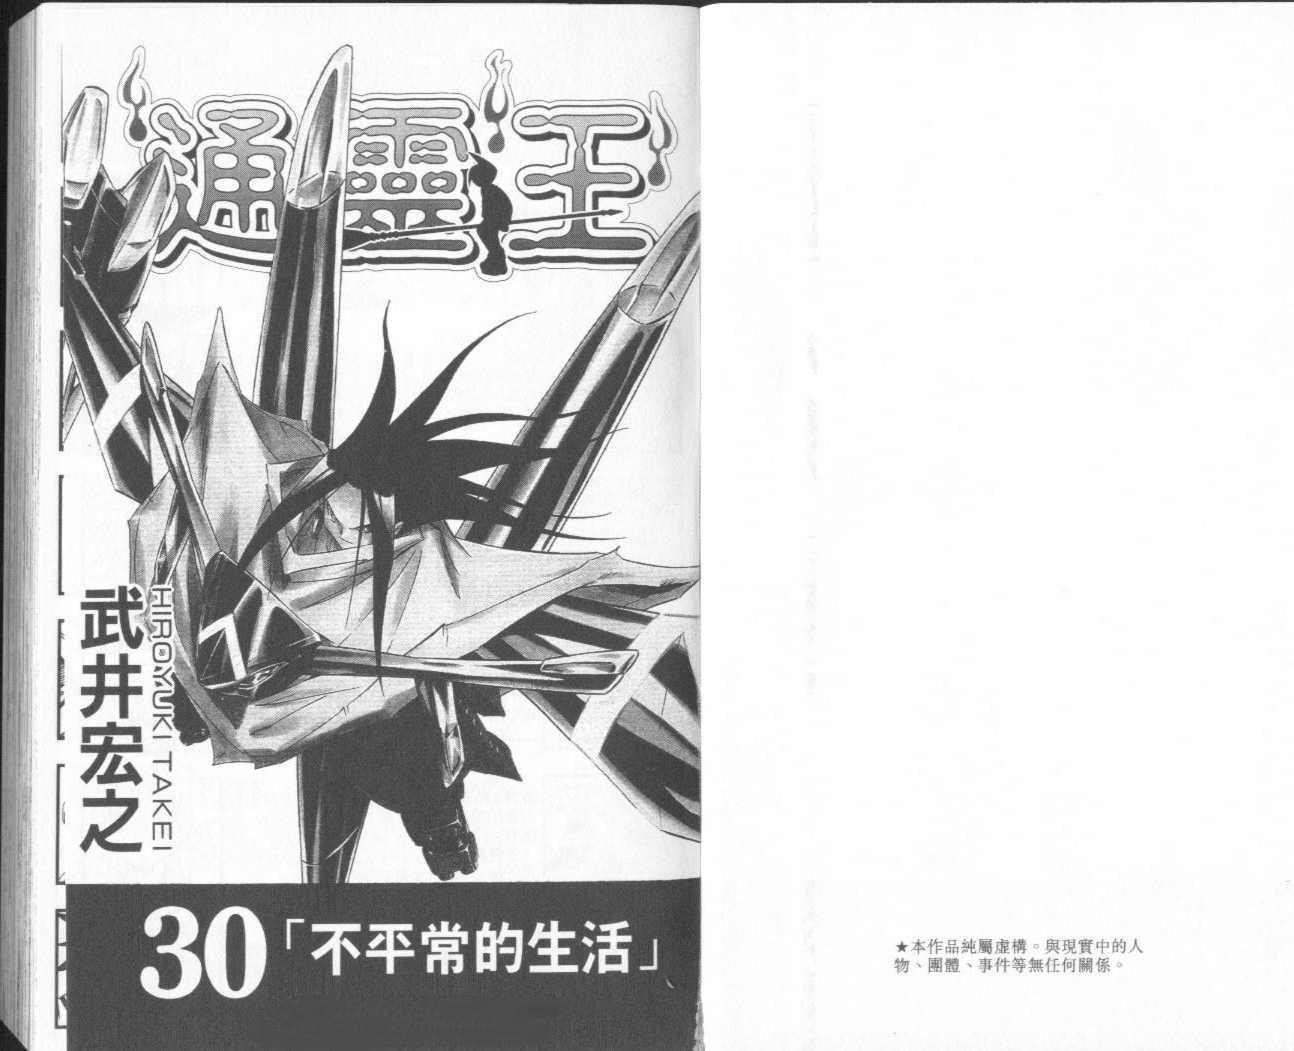 通靈王
武井宏之
HIROYUKI TAKEI
30「不平常的生活」
★本作品純屬虛構。與現實中的人
物、團體、事件等無任何關係。